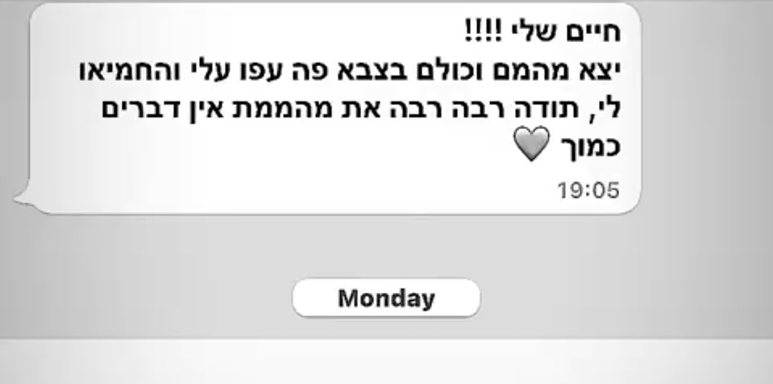 חיים שלי !!!!
יצא מהמם וכולם בצבא פה עפו עלי והחמיאו
לי, תודה רבה רבה את מהממת אין דברים
כמוך 🩶
19:05
Monday